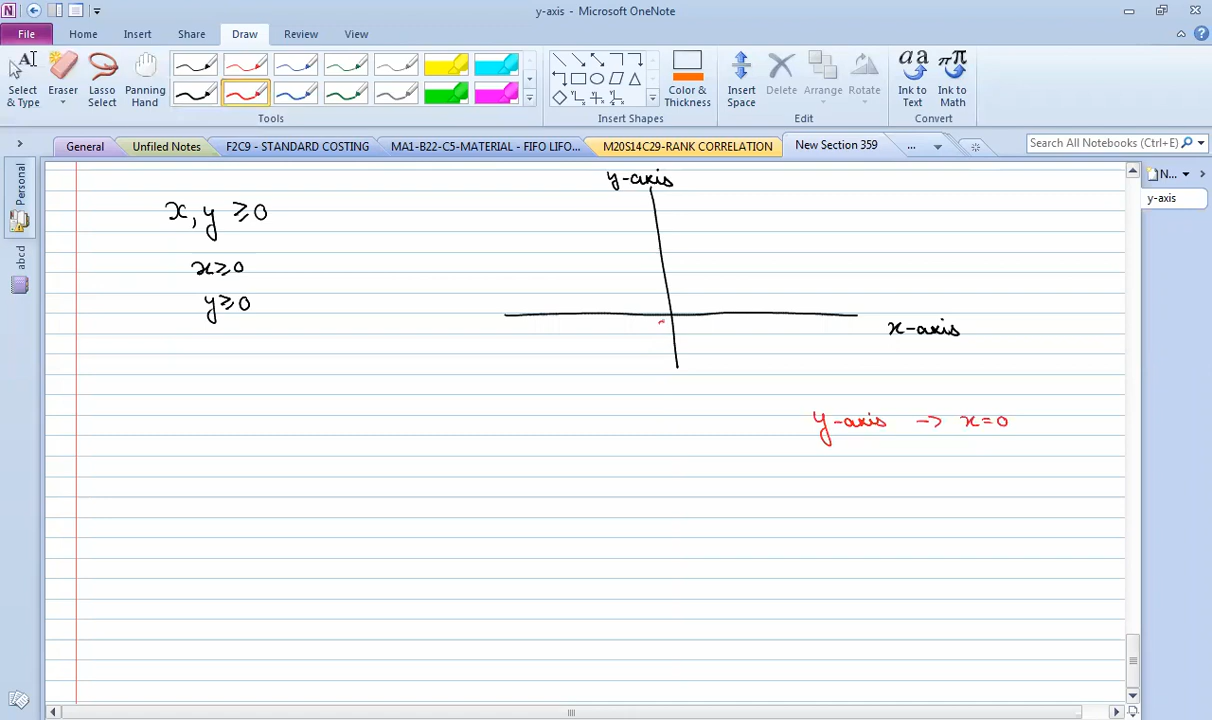 y-axis - Microsoft OneNote
File Home Insert Share Draw Review View
Select & Type
Eraser
Lasso Select
Panning Hand
Color & Thickness
Insert Space
Delete
Arrange
Rotate
Ink to Text
Ink to Math
Tools
Insert Shapes
Edit
Convert
General
Unfiled Notes
F2C9 - STANDARD COSTING
MA1-B22-C5-MATERIAL - FIFO LIFO...
M20S14C29-RANK CORRELATION
New Section 359
...
Search All Notebooks (Ctrl+E)
Personal
abcd
N...
y-axis
y-axis
x, y ≥0
x≥0
y≥0
x-axis
y-axis -> x=0